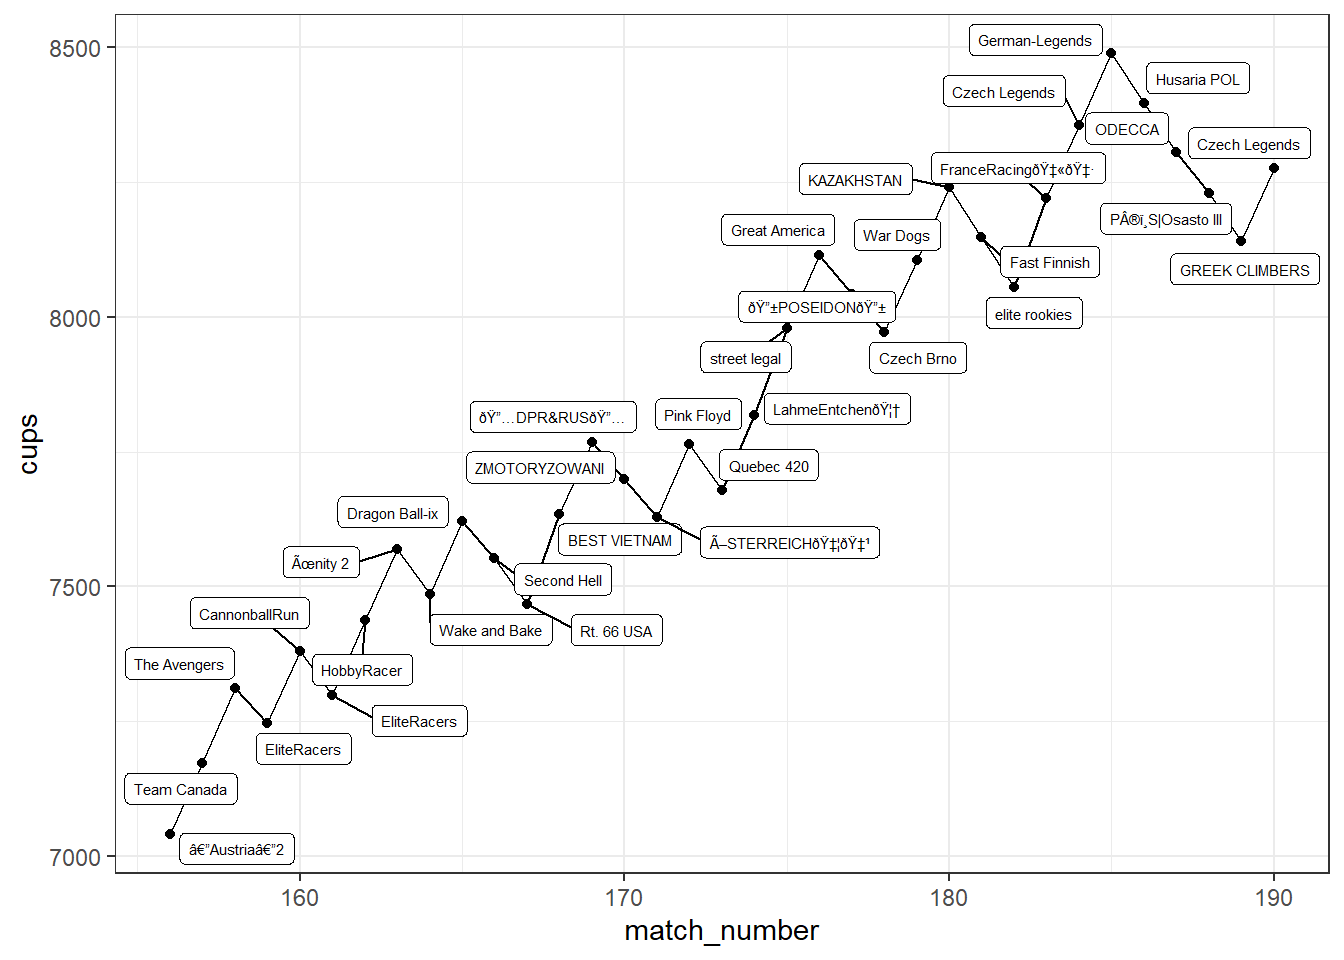 8500
8000
7500
7000
cups
German-Legends
Husaria POL
Czech Legends
ODECCA
Czech Legends
FranceRacingðŸ‡«ðŸ‡·
KAZAKHSTAN
PÂ®ï¸S|Osasto III
Great America
War Dogs
Fast Finnish
GREEK CLIMBERS
ðŸ”±POSEIDONðŸ”±
elite rookies
street legal
Czech Brno
ðŸ”…DPR&RUSðŸ”…
Pink Floyd
LahmeEntchenðŸ¦†
ZMOTORYZOWANI
Quebec 420
Dragon Ball-ix
BEST VIETNAM
Ã–STERREICHðŸ‡¦ðŸ‡¹
Ãœnity 2
Second Hell
CannonballRun
Wake and Bake
Rt. 66 USA
The Avengers
HobbyRacer
EliteRacers
EliteRacers
Team Canada
â€”Austriaâ€”2
160
170
180
190
match_number